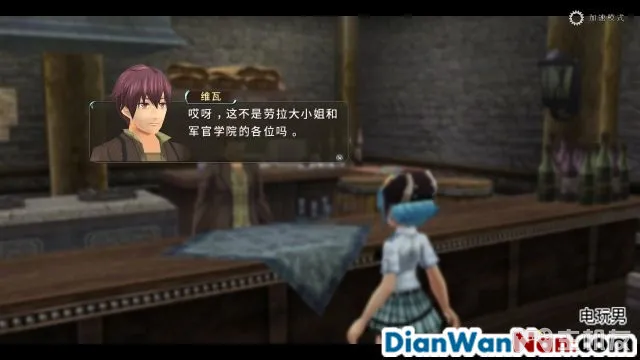 加速模式
维瓦
哎呀，这不是劳拉大小姐和
军官学院的各位吗。
电玩男
DianWanNan.com